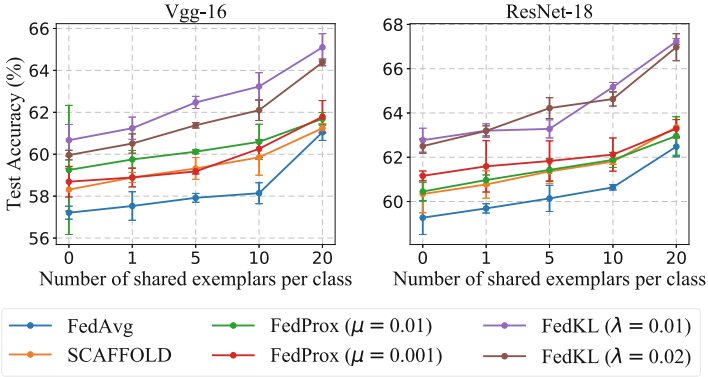 Vgg-16
ResNet-18
Test Accuracy (%)
66
64
62
60
58
56
0 1 5 10 20
Number of shared exemplars per class
68
66
64
62
60
0 1 5 10 20
Number of shared exemplars per class
FedAvg
FedProx (μ = 0.01)
FedKL (λ = 0.01)
SCAFFOLD
FedProx (μ = 0.001)
FedKL (λ = 0.02)